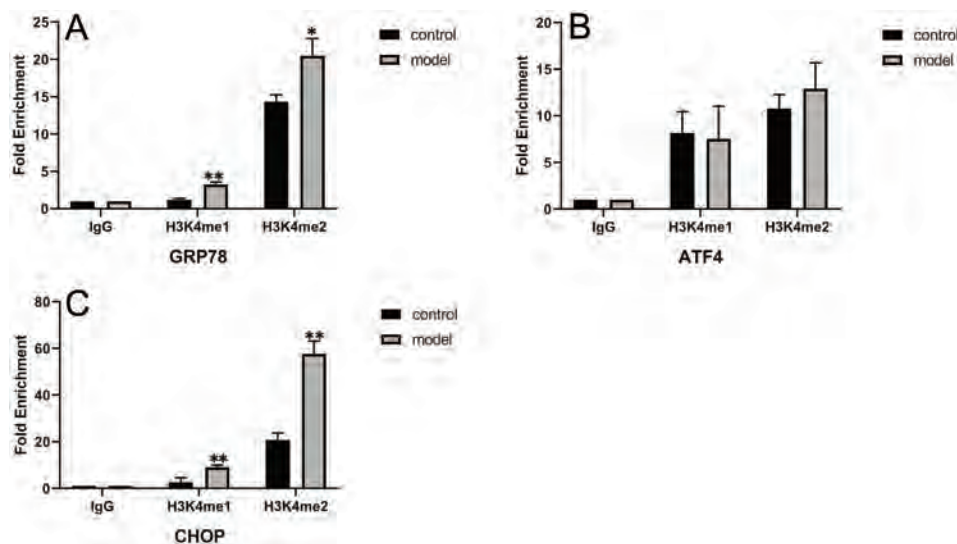 A
Fold Enrichment
25
20
15
10
5
0
**
*
IgG
H3K4me1
H3K4me2
GRP78
control
model
B
Fold Enrichment
20
15
10
5
0
IgG
H3K4me1
H3K4me2
ATF4
control
model
C
Fold Enrichment
80
60
40
20
0
**
**
IgG
H3K4me1
H3K4me2
CHOP
control
model